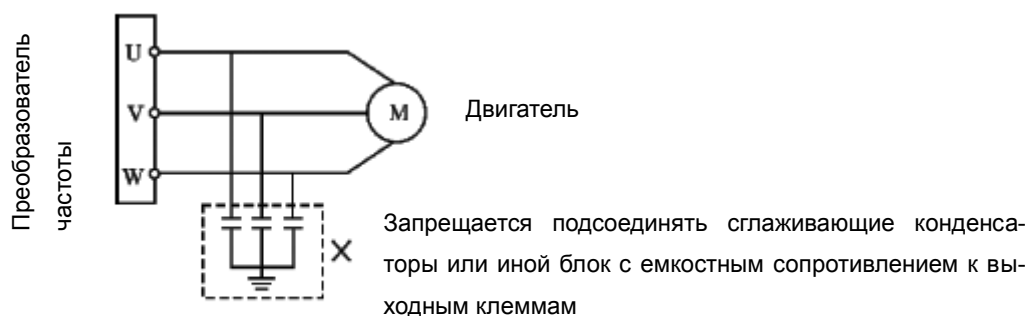 Преобразователь
частоты
U
V
W
M
Двигатель
X
Запрещается подсоединять сглаживающие конденса-
торы или иной блок с емкостным сопротивлением к вы-
ходным клеммам